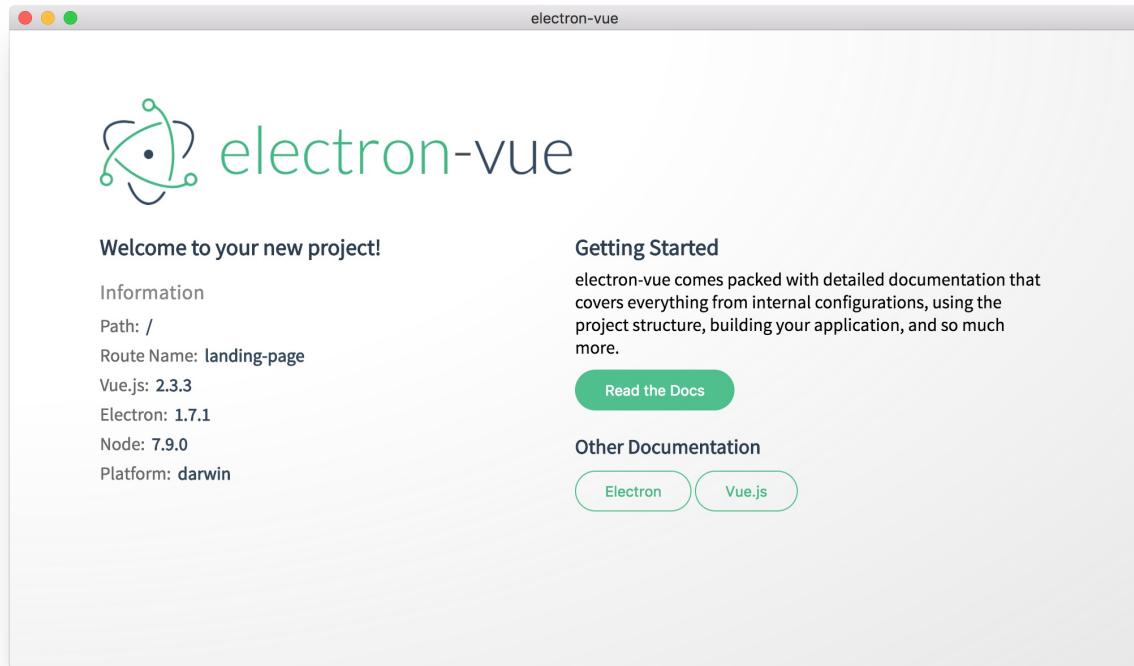 electron-vue
electron-vue
Welcome to your new project!
Information
Path: /
Route Name: landing-page
Vue.js: 2.3.3
Electron: 1.7.1
Node: 7.9.0
Platform: darwin
Getting Started
electron-vue comes packed with detailed documentation that
covers everything from internal configurations, using the
project structure, building your application, and so much
more.
Read the Docs
Other Documentation
Electron
Vue.js